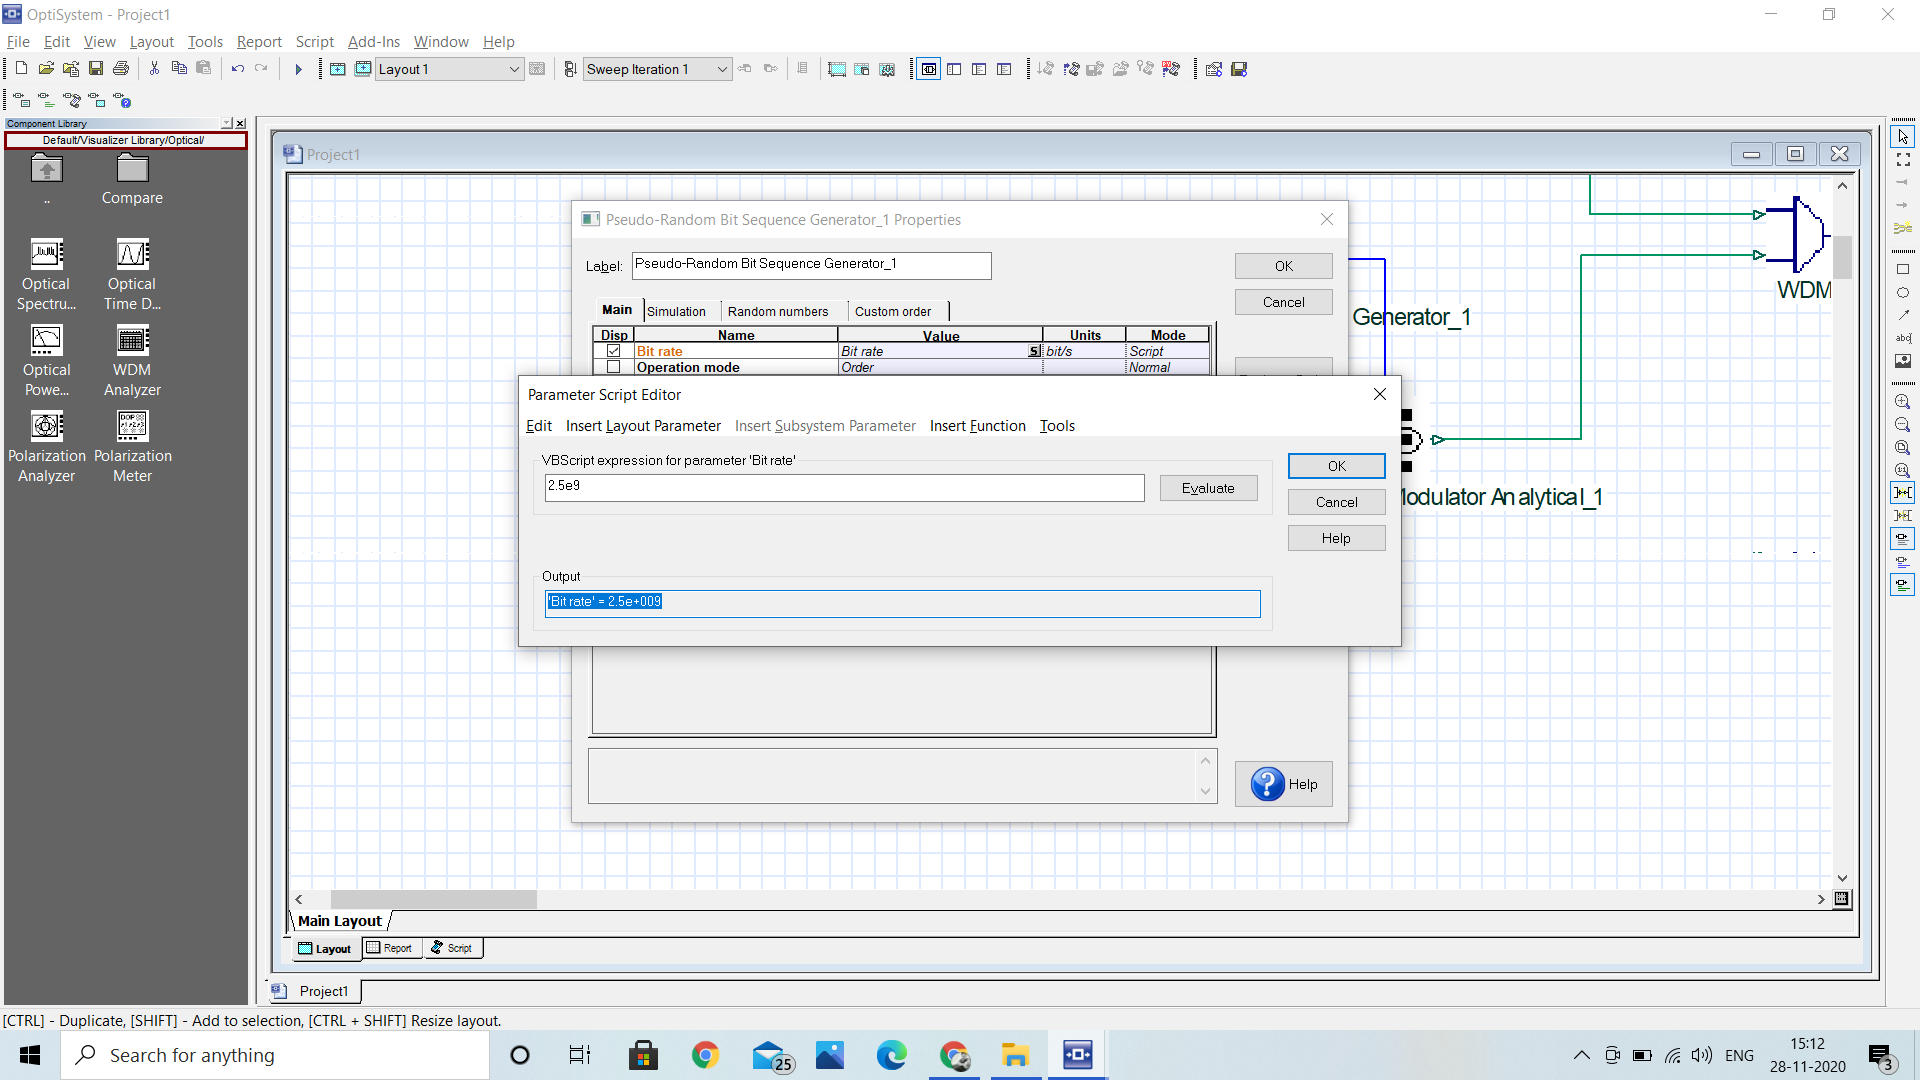 OptiSystem - Project1
File Edit View Layout Tools Report Script Add-Ins Window Help
Layout 1
Sweep Iteration 1
Component Library
Default/Visualizer Library/Optical/
..
Compare
Optical Spectru...
Optical Time D...
Optical Powe...
WDM Analyzer
Polarization Analyzer
Polarization Meter
Project1
Pseudo-Random Bit Sequence Generator_1 Properties
Label: Pseudo-Random Bit Sequence Generator_1
OK
Cancel
Main Simulation Random numbers Custom order
Disp Name Value Units Mode
Bit rate Bit rate S bit/s Script
Operation mode Order Normal
Parameter Script Editor
Edit Insert Layout Parameter Insert Subsystem Parameter Insert Function Tools
VBScript expression for parameter 'Bit rate'
2.5e9
Evaluate
OK
Cancel
Help
Output
'Bit rate' = 2.5e+009
Help
Generator_1
WDM
Modulator Analytical_1
Main Layout
Layout Report Script
Project1
[CTRL] - Duplicate, [SHIFT] - Add to selection, [CTRL + SHIFT] Resize layout.
Search for anything
25
ENG
15:12
28-11-2020
3